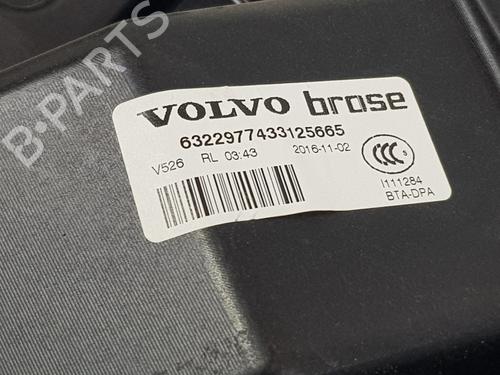 B-PARTS
VOLVO brose
6322977433125665
V526 RL 03:43 2016-11-02
CCC
I111284
BTA-DPA